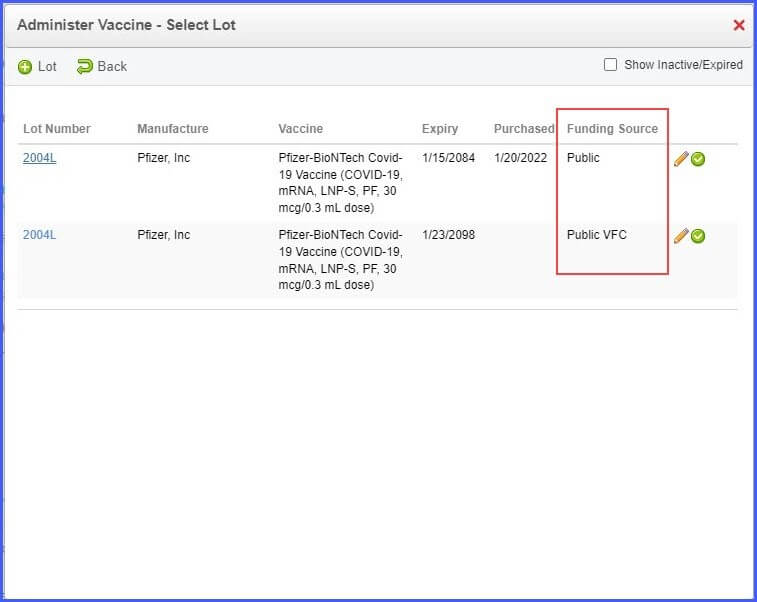 Administer Vaccine - Select Lot
Lot Back Show Inactive/Expired
Lot Number Manufacture Vaccine Expiry Purchased Funding Source
2004L Pfizer, Inc Pfizer-BioNTech Covid- 1/15/2084 1/20/2022 Public
19 Vaccine (COVID-19,
mRNA, LNP-S, PF, 30
mcg/0.3 mL dose)
2004L Pfizer, Inc Pfizer-BioNTech Covid- 1/23/2098 Public VFC
19 Vaccine (COVID-19,
mRNA, LNP-S, PF, 30
mcg/0.3 mL dose)